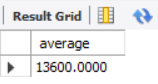 Result Grid
average
13600.0000